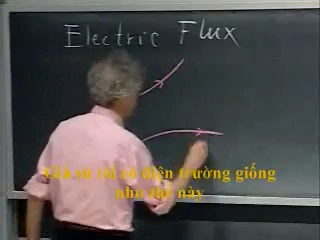 Electric Flux
Giả sử tôi có điện trường giống
như thế này